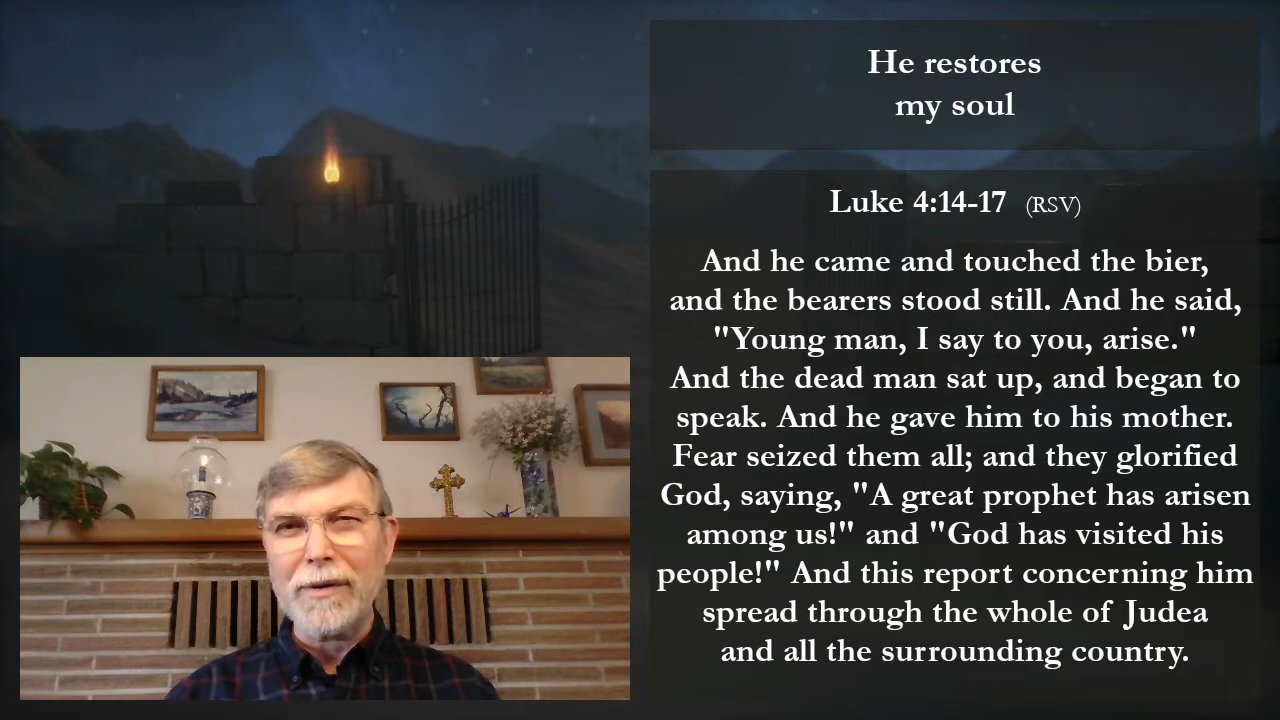 He restores
my soul
Luke 4:14-17 (RSV)
And he came and touched the bier,
and the bearers stood still. And he said,
"Young man, I say to you, arise."
And the dead man sat up, and began to
speak. And he gave him to his mother.
Fear seized them all; and they glorified
God, saying, "A great prophet has arisen
among us!" and "God has visited his
people!" And this report concerning him
spread through the whole of Judea
and all the surrounding country.